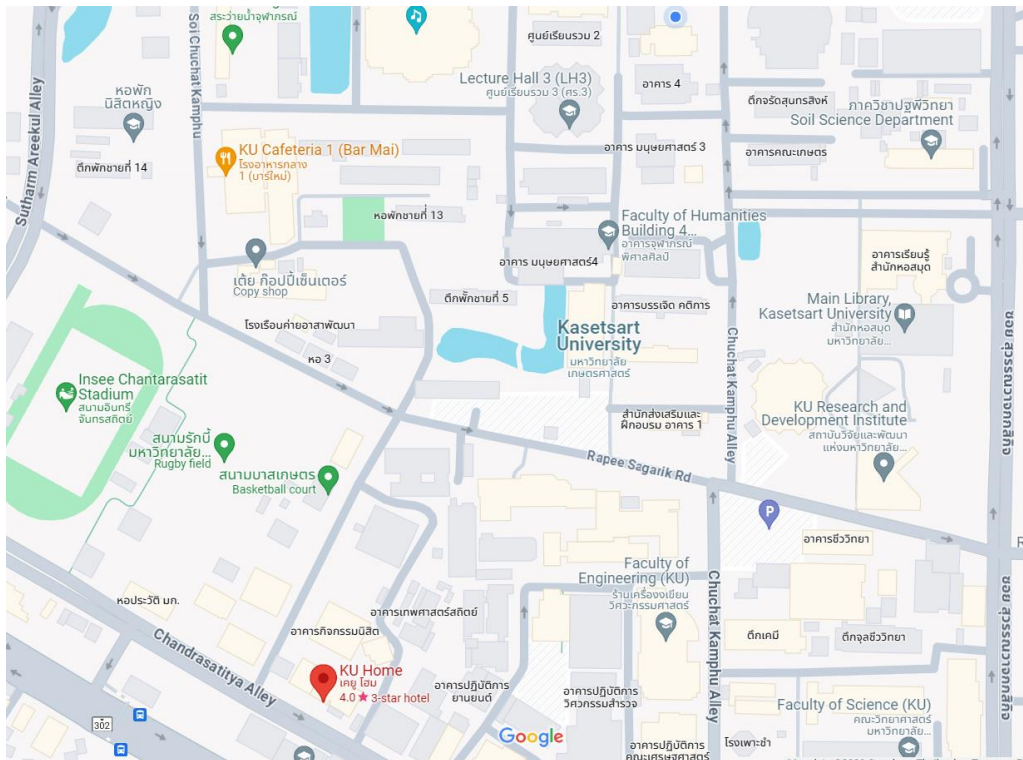 สระว่ายน้ำจุฬาภรณ์
Soi Chuchat Kamphu
ศูนย์เรียนรวม 2
Lecture Hall 3 (LH3)
ศูนย์เรียนรวม 3 (ศร.3)
อาคาร 4
ตึกจรัดสุนทรสิงห์
ภาควิชาปฐพีวิทยา
Soil Science Department
Sutharm Areekul Alley
หอพัก
นิสิตหญิง
ตึกพักชายที่ 14
KU Cafeteria 1 (Bar Mai)
โรงอาหารกลาง
1 (บาร์ใหม่)
อาคาร มนุษยศาสตร์ 3
อาคารคณะเกษตร
หอพักชายที่ 13
Faculty of Humanities
Building 4...
อาคารจุฬาภรณ์
พิศาลศิลป์
อาคาร มนุษยศาสตร์4
อาคารเรียนรู้
สำนักหอสมุด
เต้ย ก๊อปปี้เซ็นเตอร์
Copy shop
ตึกพักชายที่ 5
อาคารบรรเจิด คติการ
Main Library,
Kasetsart University
สำนักหอสมุด
มหาวิทยาลัย...
โรงเรือนค่ายอาสาพัฒนา
หอ 3
Kasetsart
University
มหาวิทยาลัย
เกษตรศาสตร์
Chuchat Kamphu Alley
ซอย สุวรรณวาจกกสิกิจ
Insee Chantarasatit
Stadium
สนามอินทรี
จันทรสถิตย์
สำนักส่งเสริมและ
ฝึกอบรม อาคาร 1
KU Research and
Development Institute
สถาบันวิจัยและพัฒนา
แห่งมหาวิทยาลัย...
สนามรักบี้
มหาวิทยาลัย...
Rugby field
สนามบาสเกษตร
Basketball court
Rapee Sagarik Rd
P
อาคารชีววิทยา
R
Faculty of
Engineering (KU)
ร้านเครื่องเขียน
วิศวะกรรมศาสตร์
Chuchat Kamphu Alley
ซอย สุวรรณวาจกกสิกิจ
หอประวัติ มก.
อาคารเทพศาสตร์สถิตย์
อาคารกิจกรรมนิสิต
ตึกเคมี
ตึกจุลชีววิทยา
Chandrasatitya Alley
KU Home
เคยู โฮม
4.0 ★ 3-star hotel
อาคารปฏิบัติการ
ยานยนต์
อาคารปฏิบัติการ
วิศวกรรมสำรวจ
Faculty of Science (KU)
คณะวิทยาศาสตร์
มหาวิทยาลัย...
302
Google
อาคารปฏิบัติการ
คณะเศรษฐศาสตร์
โรงเพาะชำ